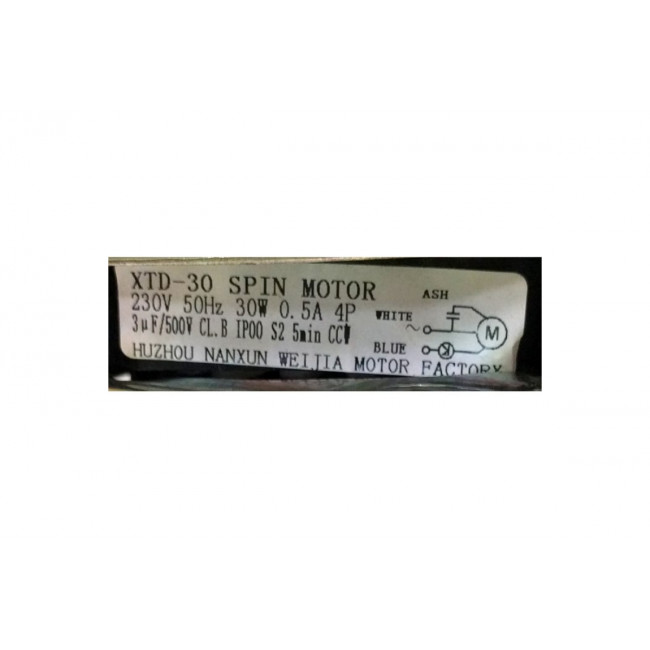 XTD-30 SPIN MOTOR
230V 50Hz 30W 0.5A 4P
3μF/500V CL.B IP00 S2 5min CCW
HUZHOU NANXUN WEIJIA MOTOR FACTORY
ASH
WHITE
~
M
BLUE